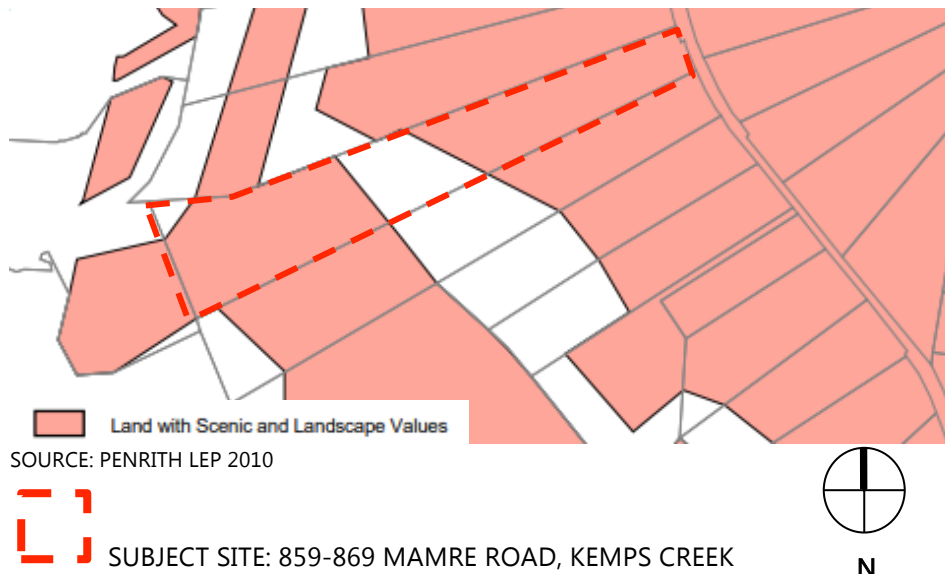 Land with Scenic and Landscape Values
SOURCE: PENRITH LEP 2010
SUBJECT SITE: 859-869 MAMRE ROAD, KEMPS CREEK
N